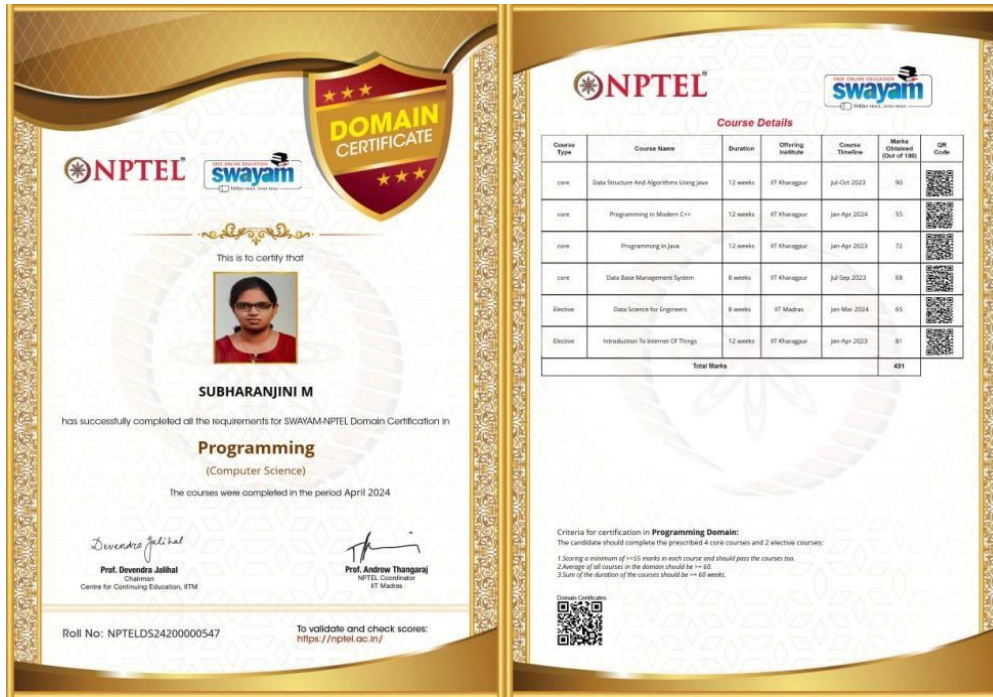 DOMAIN
CERTIFICATE
NPTEL®
FREE ONLINE EDUCATION
swayam
This is to certify that
SUBHARANJINI M
has successfully completed all the requirements for SWAYAM-NPTEL Domain Certification in
Programming
(Computer Science)
The courses were completed in the period April 2024
Devendra Jalihal
Prof. Devendra Jalihal
Chairman
Centre for Continuing Education, IITM
Prof. Andrew Thangaraj
NPTEL Coordinator
IIT Madras
Roll No: NPTELDS24200000547
To validate and check scores:
https://nptel.ac.in/
NPTEL®
FREE ONLINE EDUCATION
swayam
Course Details
Course Type Course Name Duration Offering Institute Course Timeline Marks Obtained (Out of 100) QR Code
core Data Structure And Algorithms Using Java 12 weeks IIT Kharagpur Jul-Oct 2023 90
core Programming in Modern C++ 12 weeks IIT Kharagpur Jan-Apr 2024 55
core Programming in Java 12 weeks IIT Kharagpur Jan-Apr 2023 72
core Data Base Management System 8 weeks IIT Kharagpur Jul-Sep 2023 68
Elective Data Science for Engineers 8 weeks IIT Madras Jan-Mar 2024 65
Elective Introduction To Internet Of Things 12 weeks IIT Kharagpur Jan-Apr 2023 81
Total Marks 431
Criteria for certification in Programming Domain:
The candidate should complete the prescribed 4 core courses and 2 elective courses:
1.Scoring a minimum of >=55 marks in each course and should pass the courses too.
2.Average of all courses in the domain should be >= 60.
3.Sum of the duration of the courses should be >= 60 weeks.
Domain Certificates